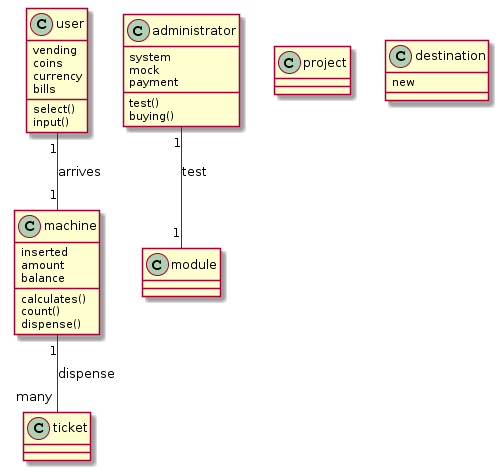 C user
vending
coins
currency
bills
select()
input()
C administrator
system
mock
payment
test()
buying()
C project
C destination
new
1
arrives
1
1
test
1
C machine
inserted
amount
balance
calculates()
count()
dispense()
C module
1
dispense
many
C ticket